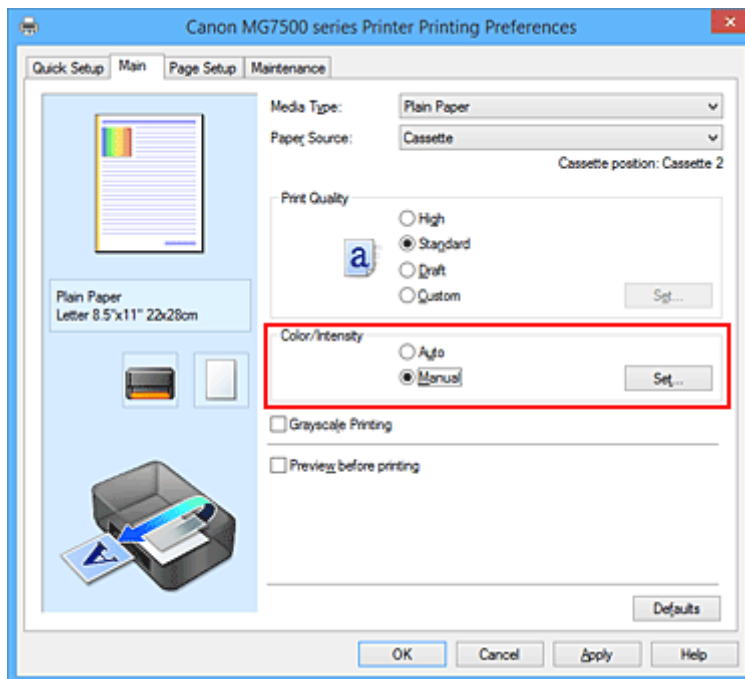 Canon MG7500 series Printer Printing Preferences
Quick Setup Main Page Setup Maintenance
Media Type: Plain Paper
Paper Source: Cassette
Cassette position: Cassette 2
Print Quality
High
Standard
Draft
Custom Set...
a
Plain Paper
Letter 8.5"x11" 22x28cm
Color/Intensity
Auto
Manual Set...
Grayscale Printing
Preview before printing
A
Defaults
OK Cancel Apply Help